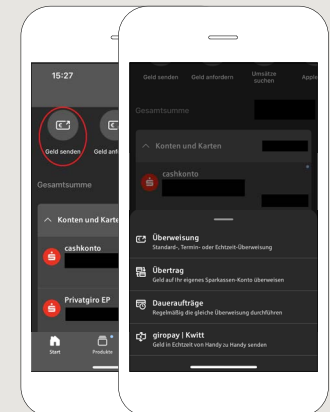 15:27
Geld senden
Geld anf
Gesamtsumme
Konten und Karte
cashkonto
Privatgiro EP
Start
Produkte
Geld senden Geld anfordern Umsätze suchen Apple
Gesamtsumme
Konten und Karten
cashkonto
Überweisung
Standard-, Termin- oder Echtzeit-Überweisung
Übertrag
Geld auf Ihr eigenes Sparkassen-Konto überweisen
Daueraufträge
Regelmäßig die gleiche Überweisung durchführen
giropay | Kwitt
Geld in Echtzeit von Handy zu Handy senden